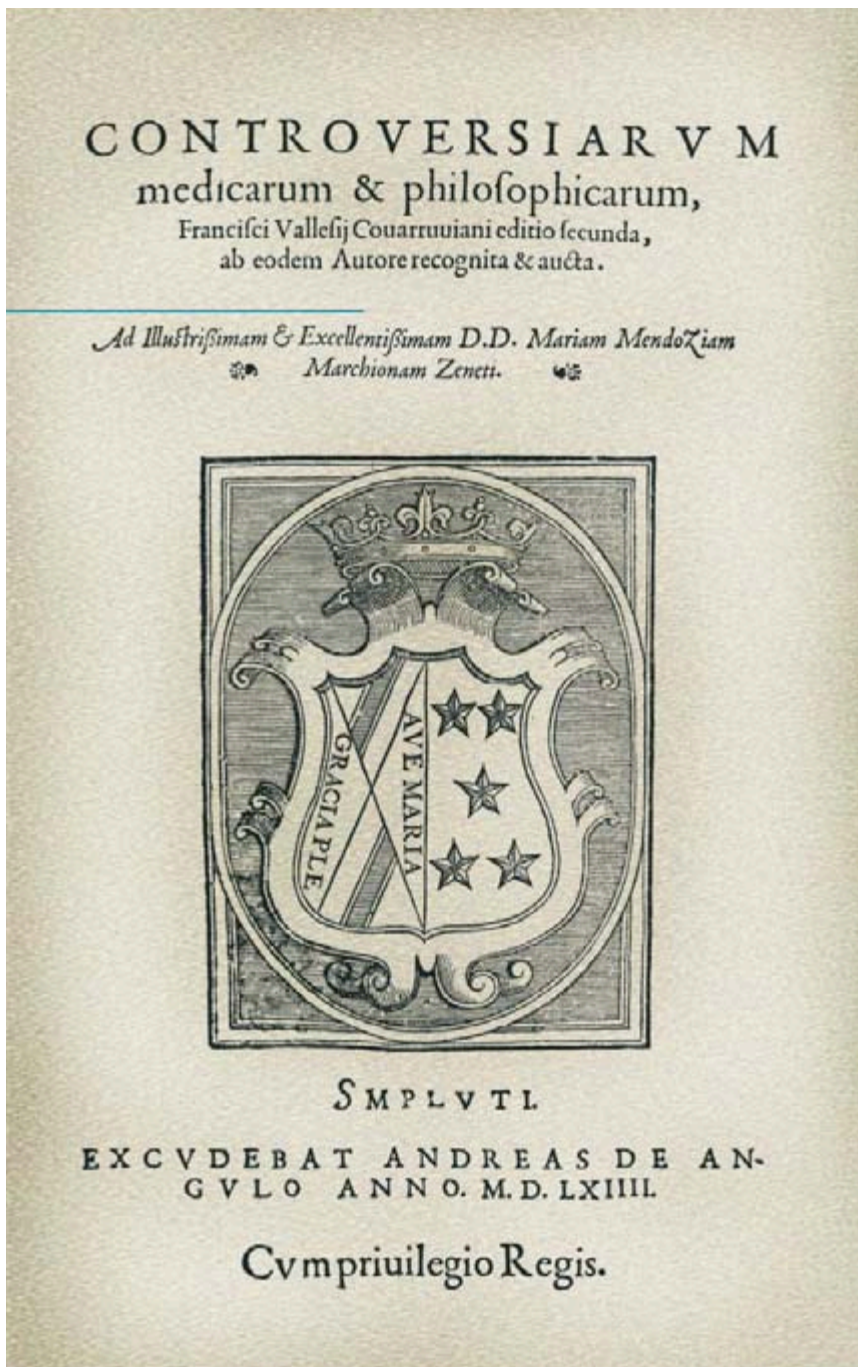 CONTROVERSIARVM
medicarum & philoſophicarum,
Franciſci Valleſij Couarruuiani editio ſecunda,
ab eodem Autore recognita & aucta.
Ad Illuſtriſſimam & Excellentiſſimam D.D. Mariam Mendoziam
Marchionam Zeneti.
AVE MARIA
GRACIA PLE
SMPLVTI.
EXCVDEBAT ANDREAS DE AN-
GVLO ANNO. M. D. LXIIII.
Cvm priuilegio Regis.